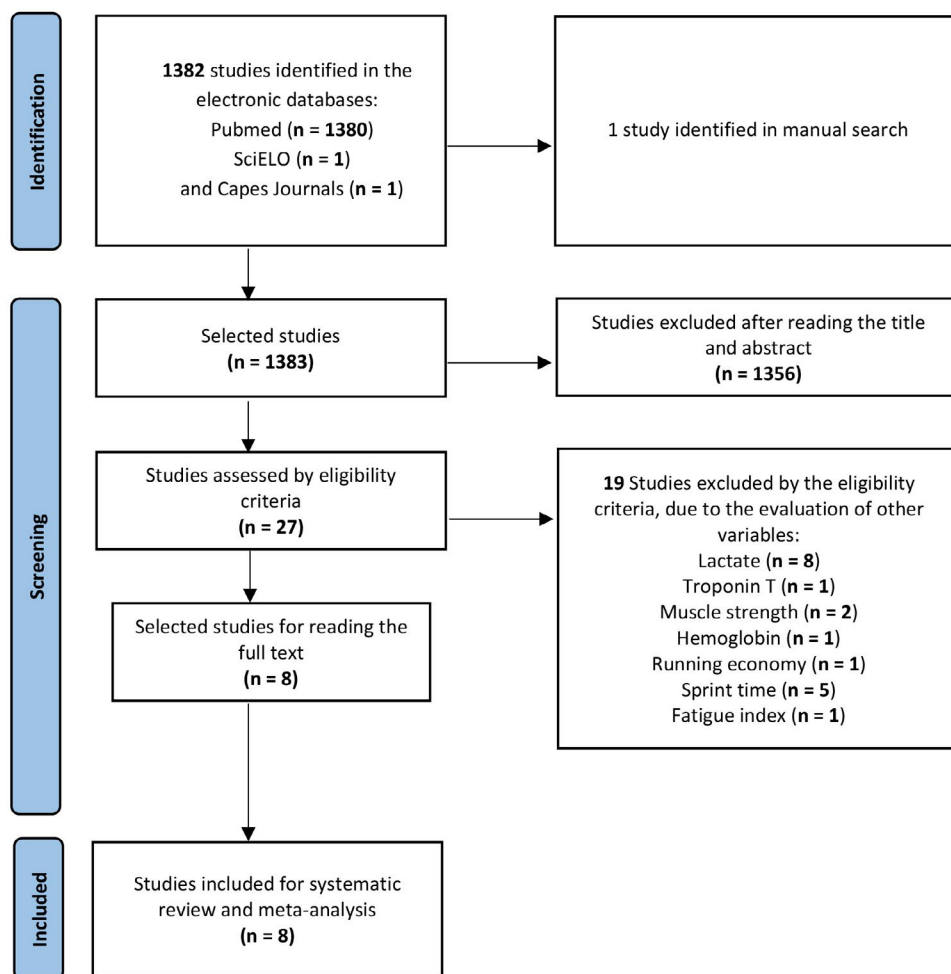 Identification
1382 studies identified in the
electronic databases:
Pubmed (n = 1380)
SciELO (n = 1)
and Capes Journals (n = 1)
1 study identified in manual search
Screening
Selected studies
(n = 1383)
Studies excluded after reading the title
and abstract
(n = 1356)
Studies assessed by eligibility
criteria
(n = 27)
19 Studies excluded by the eligibility
criteria, due to the evaluation of other
variables:
Lactate (n = 8)
Troponin T (n = 1)
Muscle strength (n = 2)
Hemoglobin (n = 1)
Running economy (n = 1)
Sprint time (n = 5)
Fatigue index (n = 1)
Selected studies for reading the
full text
(n = 8)
Included
Studies included for systematic
review and meta-analysis
(n = 8)